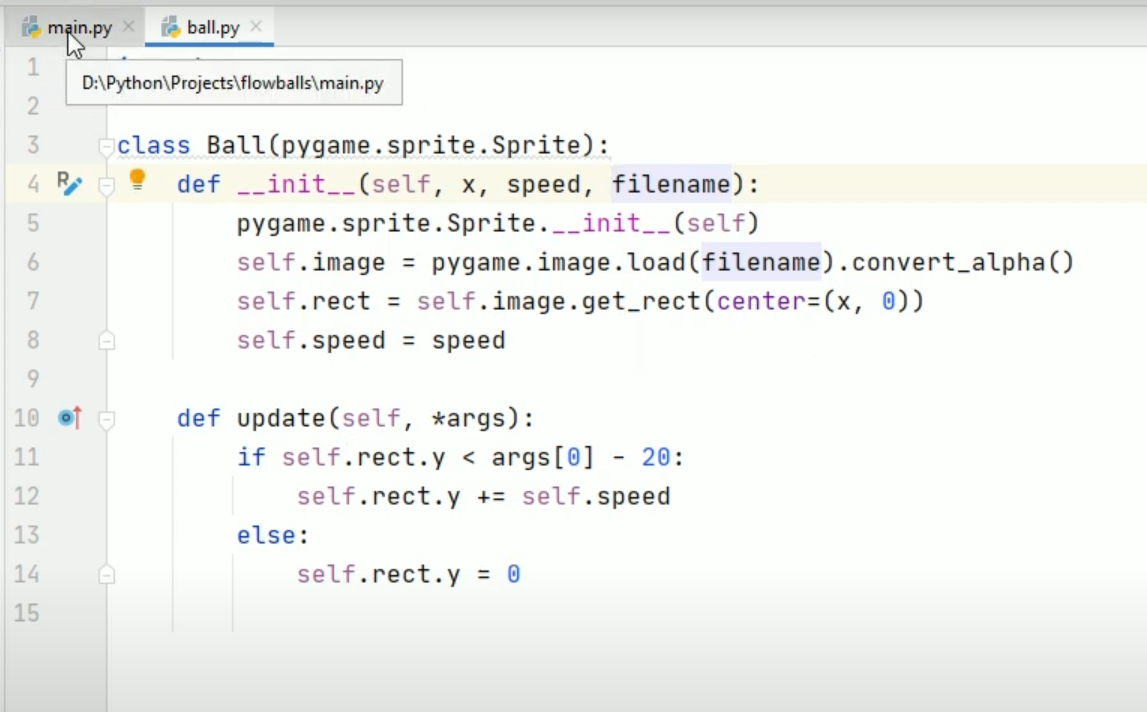 main.py
ball.py
1
D:\Python\Projects\flowballs\main.py
2
3 class Ball(pygame.sprite.Sprite):
4 def __init__(self, x, speed, filename):
5 pygame.sprite.Sprite.__init__(self)
6 self.image = pygame.image.load(filename).convert_alpha()
7 self.rect = self.image.get_rect(center=(x, 0))
8 self.speed = speed
9
10 def update(self, *args):
11 if self.rect.y < args[0] - 20:
12 self.rect.y += self.speed
13 else:
14 self.rect.y = 0
15